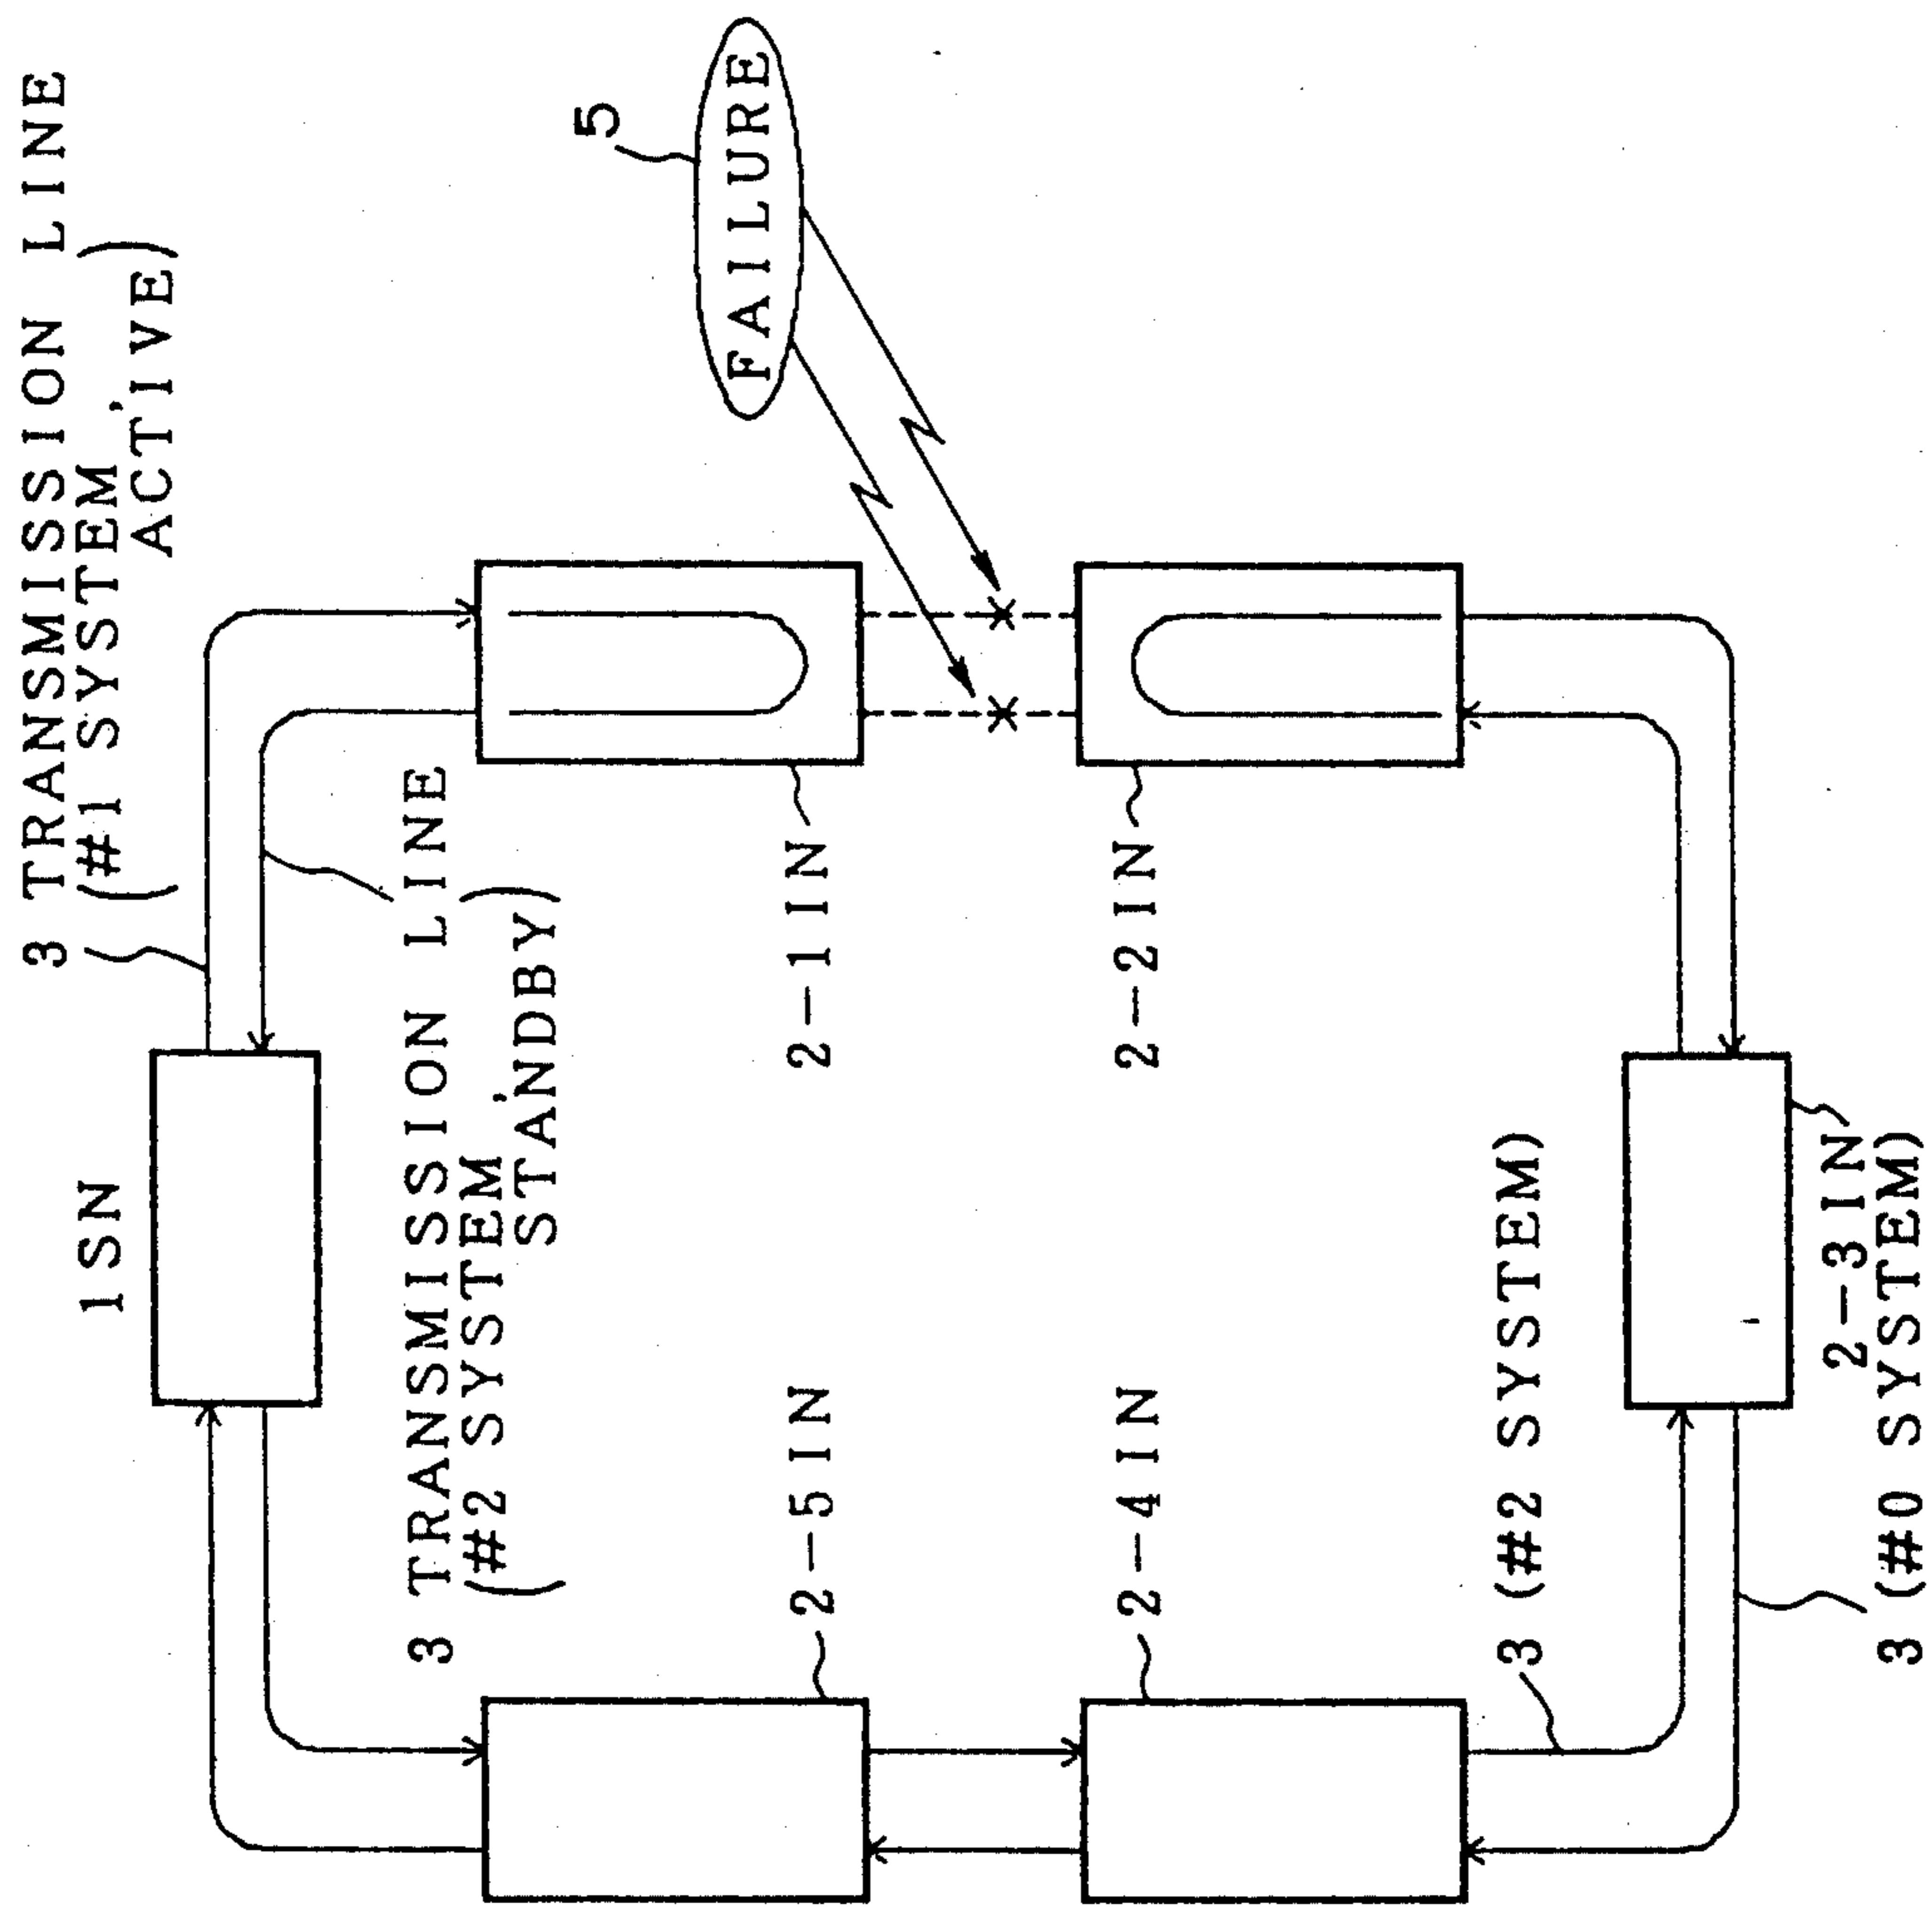 3 TRANSMISSION LINE
(#1 SYSTEM,
ACTIVE)
1SN
3 TRANSMISSION LINE
(#2 SYSTEM,
STANDBY)
5
FAILURE
2-5IN
2-1IN
2-4IN
2-2IN
3 (#2 SYSTEM)
2-3IN
3 (#0 SYSTEM)